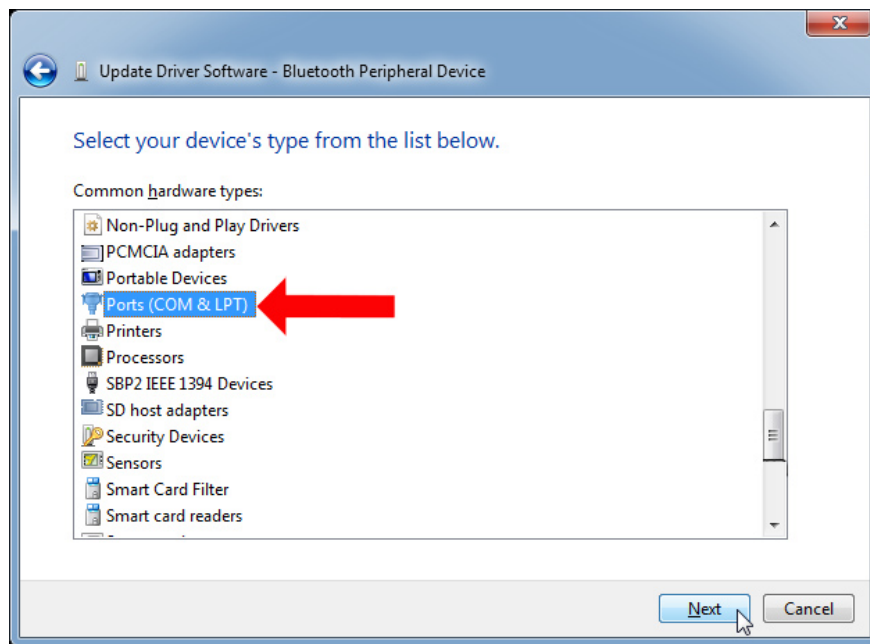 Update Driver Software - Bluetooth Peripheral Device
Select your device's type from the list below.
Common hardware types:
Non-Plug and Play Drivers
PCMCIA adapters
Portable Devices
Ports (COM & LPT)
Printers
Processors
SBP2 IEEE 1394 Devices
SD host adapters
Security Devices
Sensors
Smart Card Filter
Smart card readers
Next
Cancel